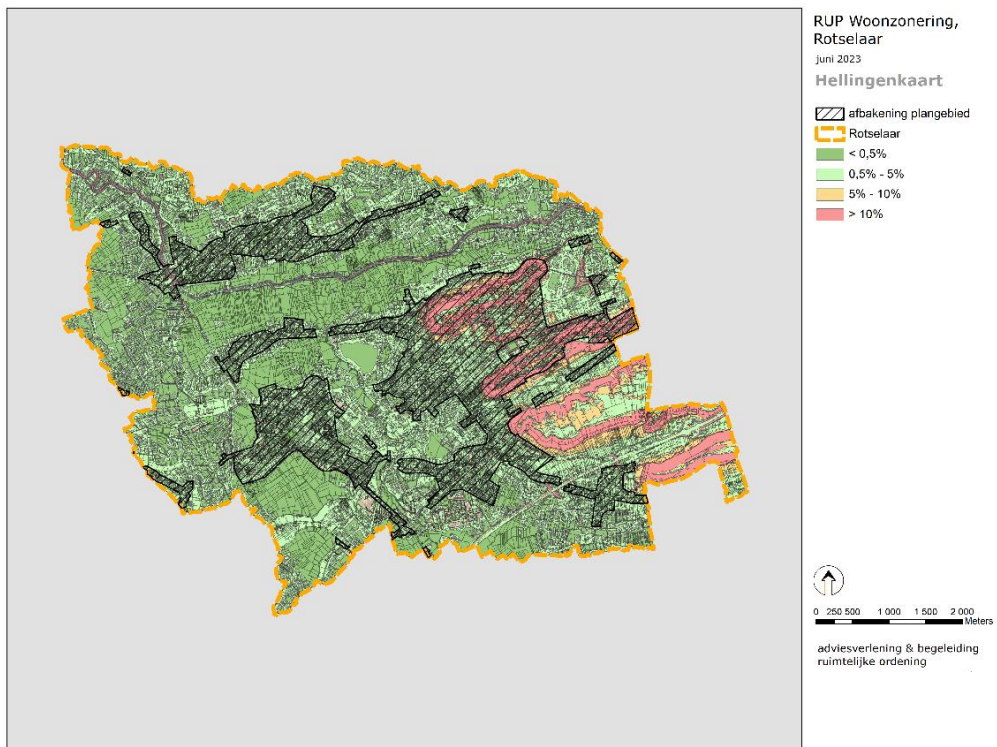 RUP Woonzonering,
Rotselaar
juni 2023
Hellingenkaart
afbakening plangebied
Rotselaar
< 0,5%
0,5% - 5%
5% - 10%
> 10%
0 250 500 1 000 1 500 2 000
Meters
adviesverlening & begeleiding
ruimtelijke ordening